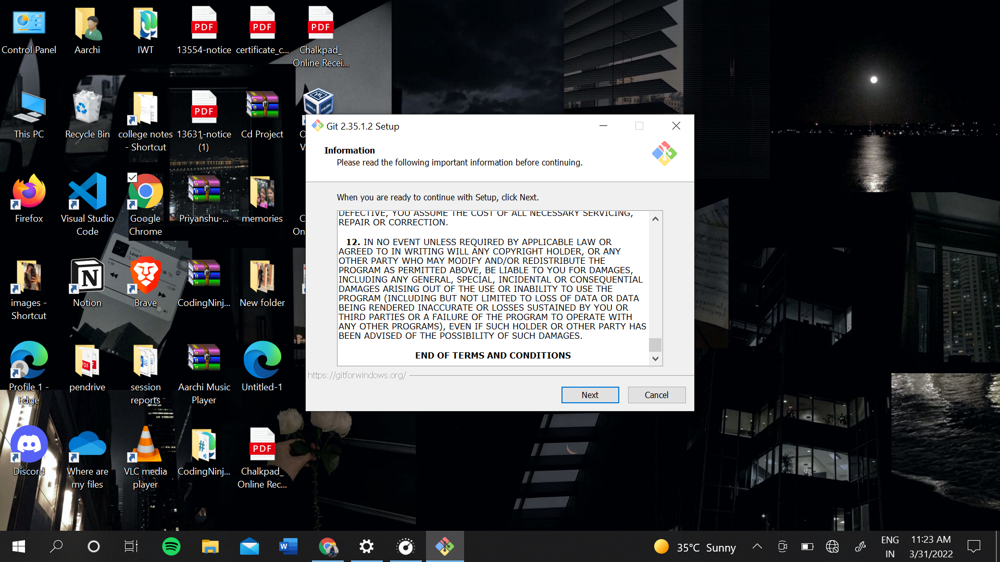 Control Panel
Aarchi
IWT
13554-notice
certificate_c...
Chalkpad_
Online Recei...
This PC
Recycle Bin
college notes
- Shortcut
13631-notice
(1)
Cd Project
Firefox
Visual Studio
Code
Google
Chrome
Priyanshu-...
memories
images -
Shortcut
Notion
Brave
CodingNinj...
New folder
Profile 1 -
Edge
pendrive
session
reports
Aarchi Music
Player
Untitled-1
Discord
Where are
my files
VLC media
player
CodingNinj...
Chalkpad_
Online Rec...
PDF
PDF
PDF
PDF
PDF
Git 2.35.1.2 Setup
Information
Please read the following important information before continuing.
When you are ready to continue with Setup, click Next.
DEFECTIVE, YOU ASSUME THE COST OF ALL NECESSARY SERVICING,
REPAIR OR CORRECTION.
12. IN NO EVENT UNLESS REQUIRED BY APPLICABLE LAW OR
AGREED TO IN WRITING WILL ANY COPYRIGHT HOLDER, OR ANY
OTHER PARTY WHO MAY MODIFY AND/OR REDISTRIBUTE THE
PROGRAM AS PERMITTED ABOVE, BE LIABLE TO YOU FOR DAMAGES,
INCLUDING ANY GENERAL, SPECIAL, INCIDENTAL OR CONSEQUENTIAL
DAMAGES ARISING OUT OF THE USE OR INABILITY TO USE THE
PROGRAM (INCLUDING BUT NOT LIMITED TO LOSS OF DATA OR DATA
BEING RENDERED INACCURATE OR LOSSES SUSTAINED BY YOU OR
THIRD PARTIES OR A FAILURE OF THE PROGRAM TO OPERATE WITH
ANY OTHER PROGRAMS), EVEN IF SUCH HOLDER OR OTHER PARTY HAS
BEEN ADVISED OF THE POSSIBILITY OF SUCH DAMAGES.
END OF TERMS AND CONDITIONS
https://gitforwindows.org/
Next
Cancel
35°C Sunny
ENG
IN
11:23 AM
3/31/2022